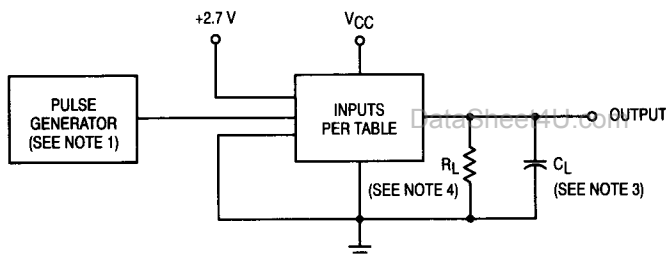 +2.7 V
VCC
PULSE
GENERATOR
(SEE NOTE 1)
INPUTS
PER TABLE
DataSheet4U.com
OUTPUT
RL
(SEE NOTE 4)
CL
(SEE NOTE 3)